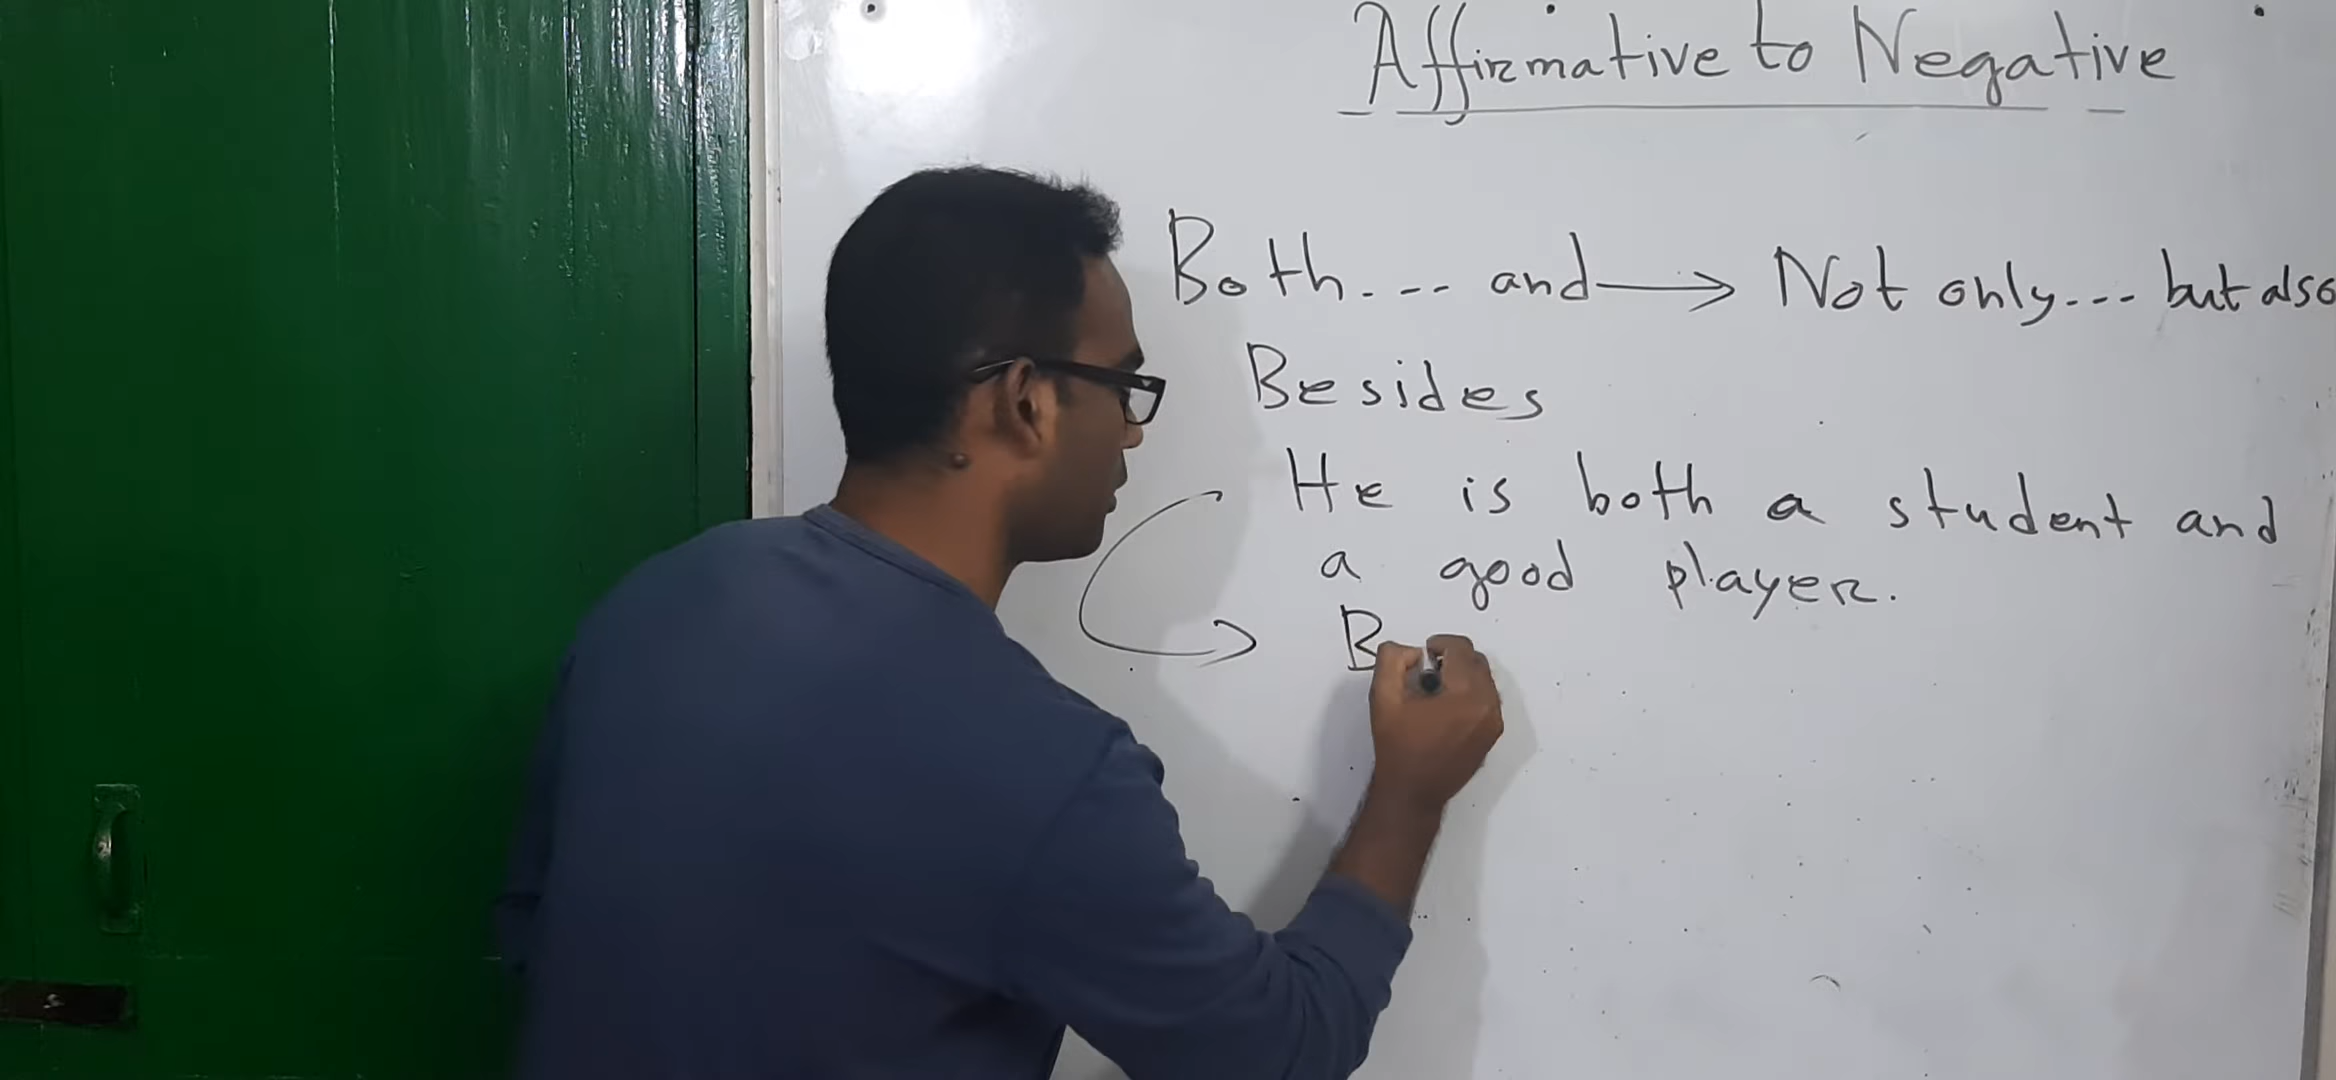 Affirmative to Negative
Both... and → Not only... but also
Besides
He is both a student and
a good player.
B